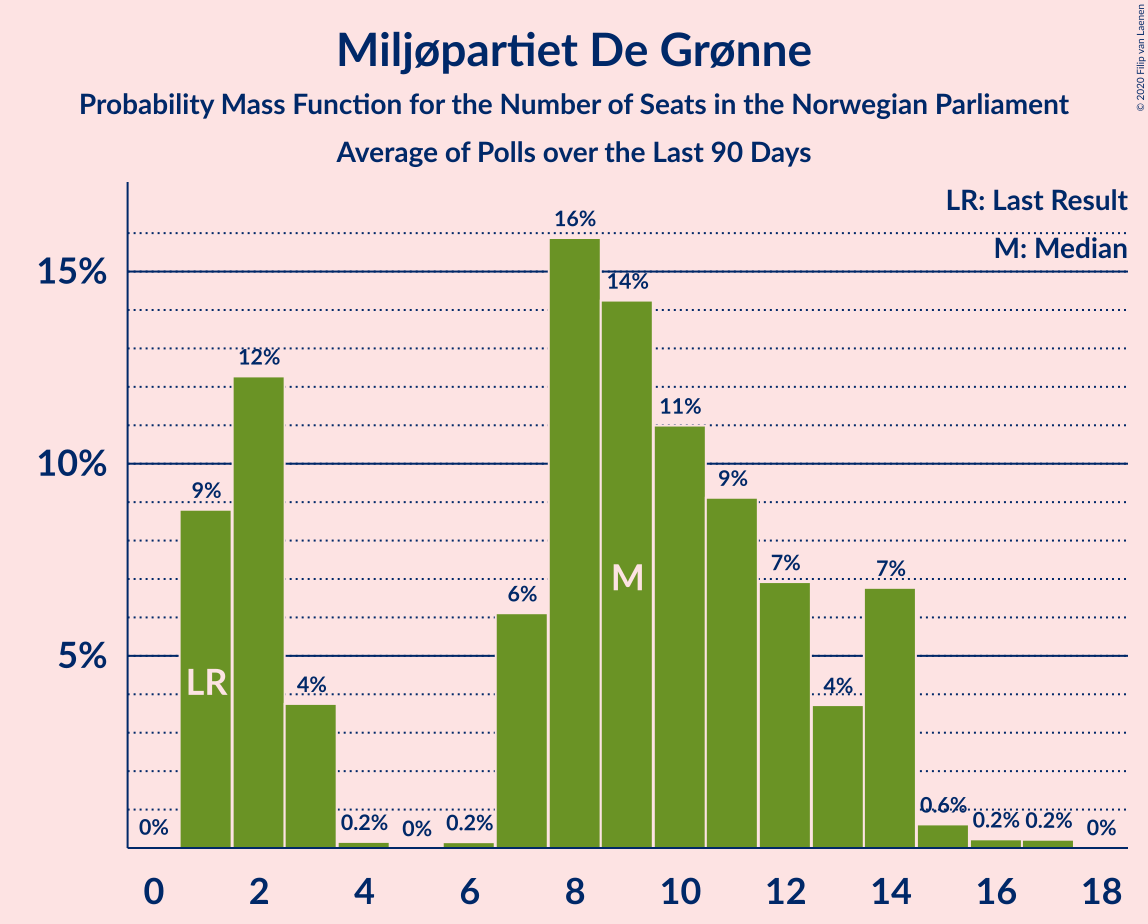 Miljøpartiet De Grønne
Probability Mass Function for the Number of Seats in the Norwegian Parliament
Average of Polls over the Last 90 Days
© 2020 Filip van Laenen
LR: Last Result
M: Median
15%
10%
5%
0%
9%
12%
4%
0.2%
0%
0.2%
6%
16%
14%
11%
9%
7%
4%
7%
0.6%
0.2%
0.2%
0%
LR
M
0 2 4 6 8 10 12 14 16 18